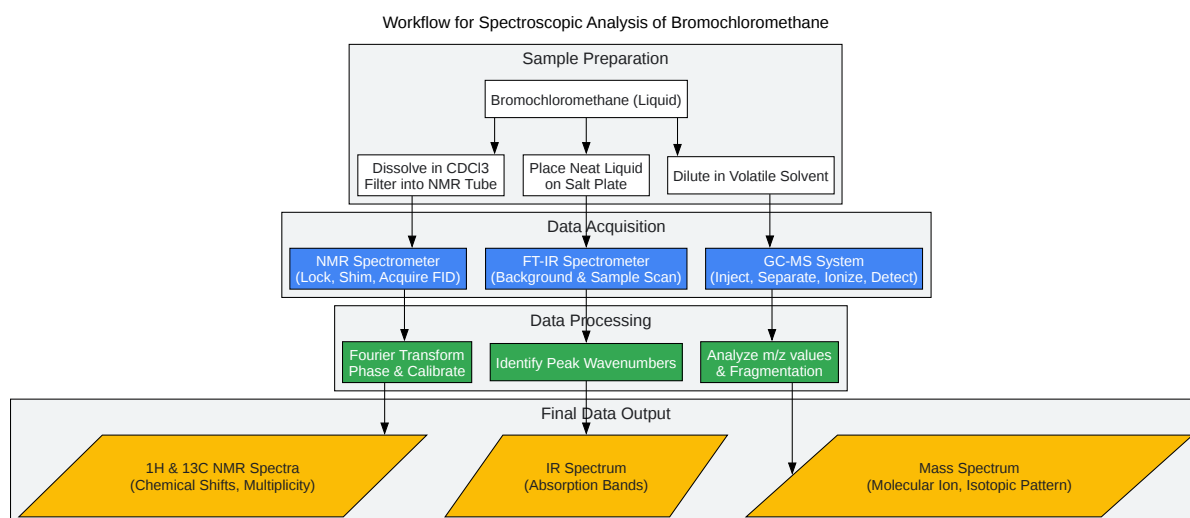 Workflow for Spectroscopic Analysis of Bromochloromethane
Sample Preparation
Bromochloromethane (Liquid)
Dissolve in CDCl3
Filter into NMR Tube
Place Neat Liquid
on Salt Plate
Dilute in Volatile Solvent
Data Acquisition
NMR Spectrometer
(Lock, Shim, Acquire FID)
FT-IR Spectrometer
(Background & Sample Scan)
GC-MS System
(Inject, Separate, Ionize, Detect)
Data Processing
Fourier Transform
Phase & Calibrate
Identify Peak Wavenumbers
Analyze m/z values
& Fragmentation
Final Data Output
1H & 13C NMR Spectra
(Chemical Shifts, Multiplicity)
IR Spectrum
(Absorption Bands)
Mass Spectrum
(Molecular Ion, Isotopic Pattern)